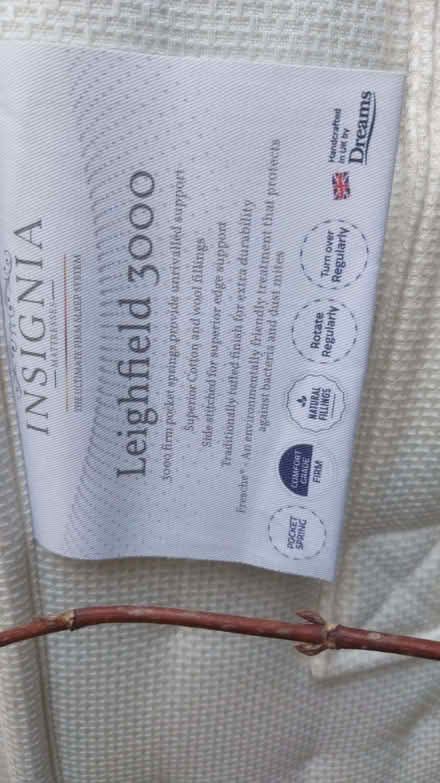 INSIGNIA
MATTRESSES
THE ULTIMATE FIRM SLEEP SYSTEM
Leighfield 3000
3000 firm pocket springs provide unrivalled support
Superior Cotton and wool fillings
Side stitched for superior edge support
Traditionally tufted finish for extra durability
Fresche® - An environmentally friendly treatment that protects
against bacteria and dust mites
POCKET
SPRING
COMFORT
GRADE
FIRM
NATURAL
FILLINGS
Rotate
Regularly
Turn over
Regularly
Handcrafted
in UK by
Dreams